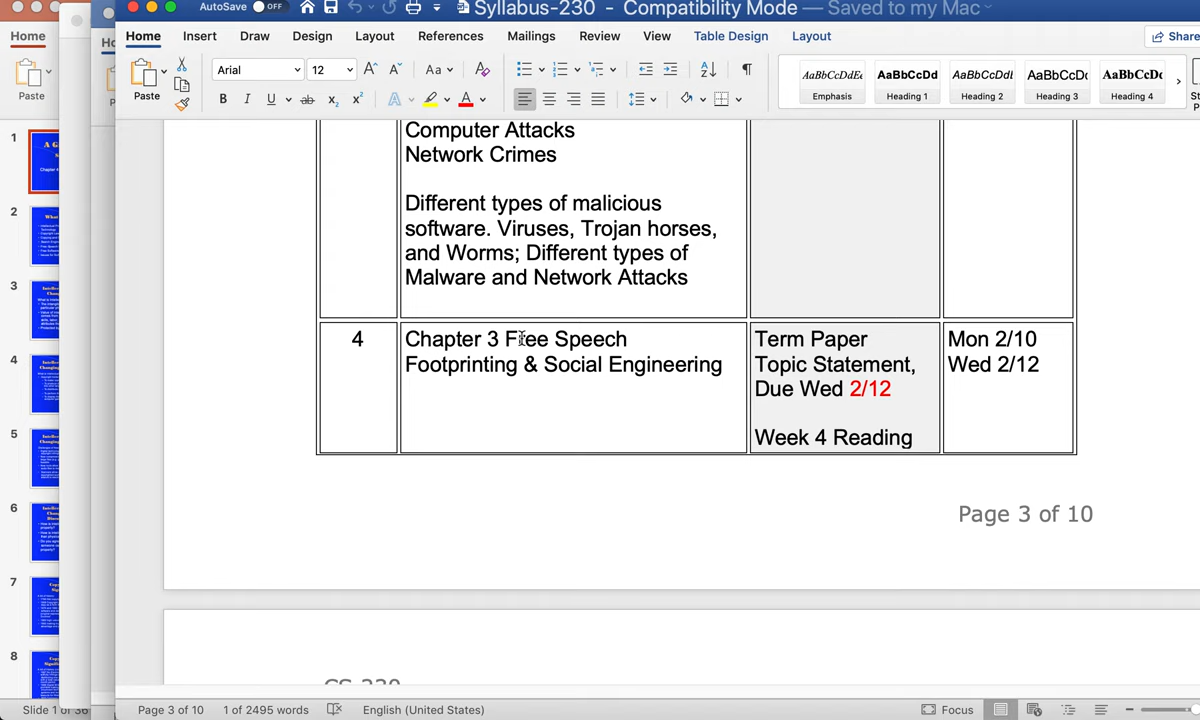 AutoSave OFF Syllabus-230 - Compatibility Mode — Saved to my Mac
Home Home Insert Draw Design Layout References Mailings Review View Table Design Layout Share
Paste Paste Arial 12 Aa
AaBbCcDdEe AaBbCcDd AaBbCcDdI AaBbCcDc AaBbCcDc
B I U ab X₂ X² A A
Emphasis Heading 1 Heading 2 Heading 3 Heading 4
Computer Attacks
Network Crimes
Different types of malicious
software. Viruses, Trojan horses,
and Worms; Different types of
Malware and Network Attacks
4 Chapter 3 Free Speech Term Paper Mon 2/10
Footprinting & Social Engineering Topic Statement, Wed 2/12
Due Wed 2/12
Week 4 Reading
Page 3 of 10
1
2
3
4
5
6
7
8
Slide 1 of 36 Page 3 of 10 1 of 2495 words English (United States) Focus